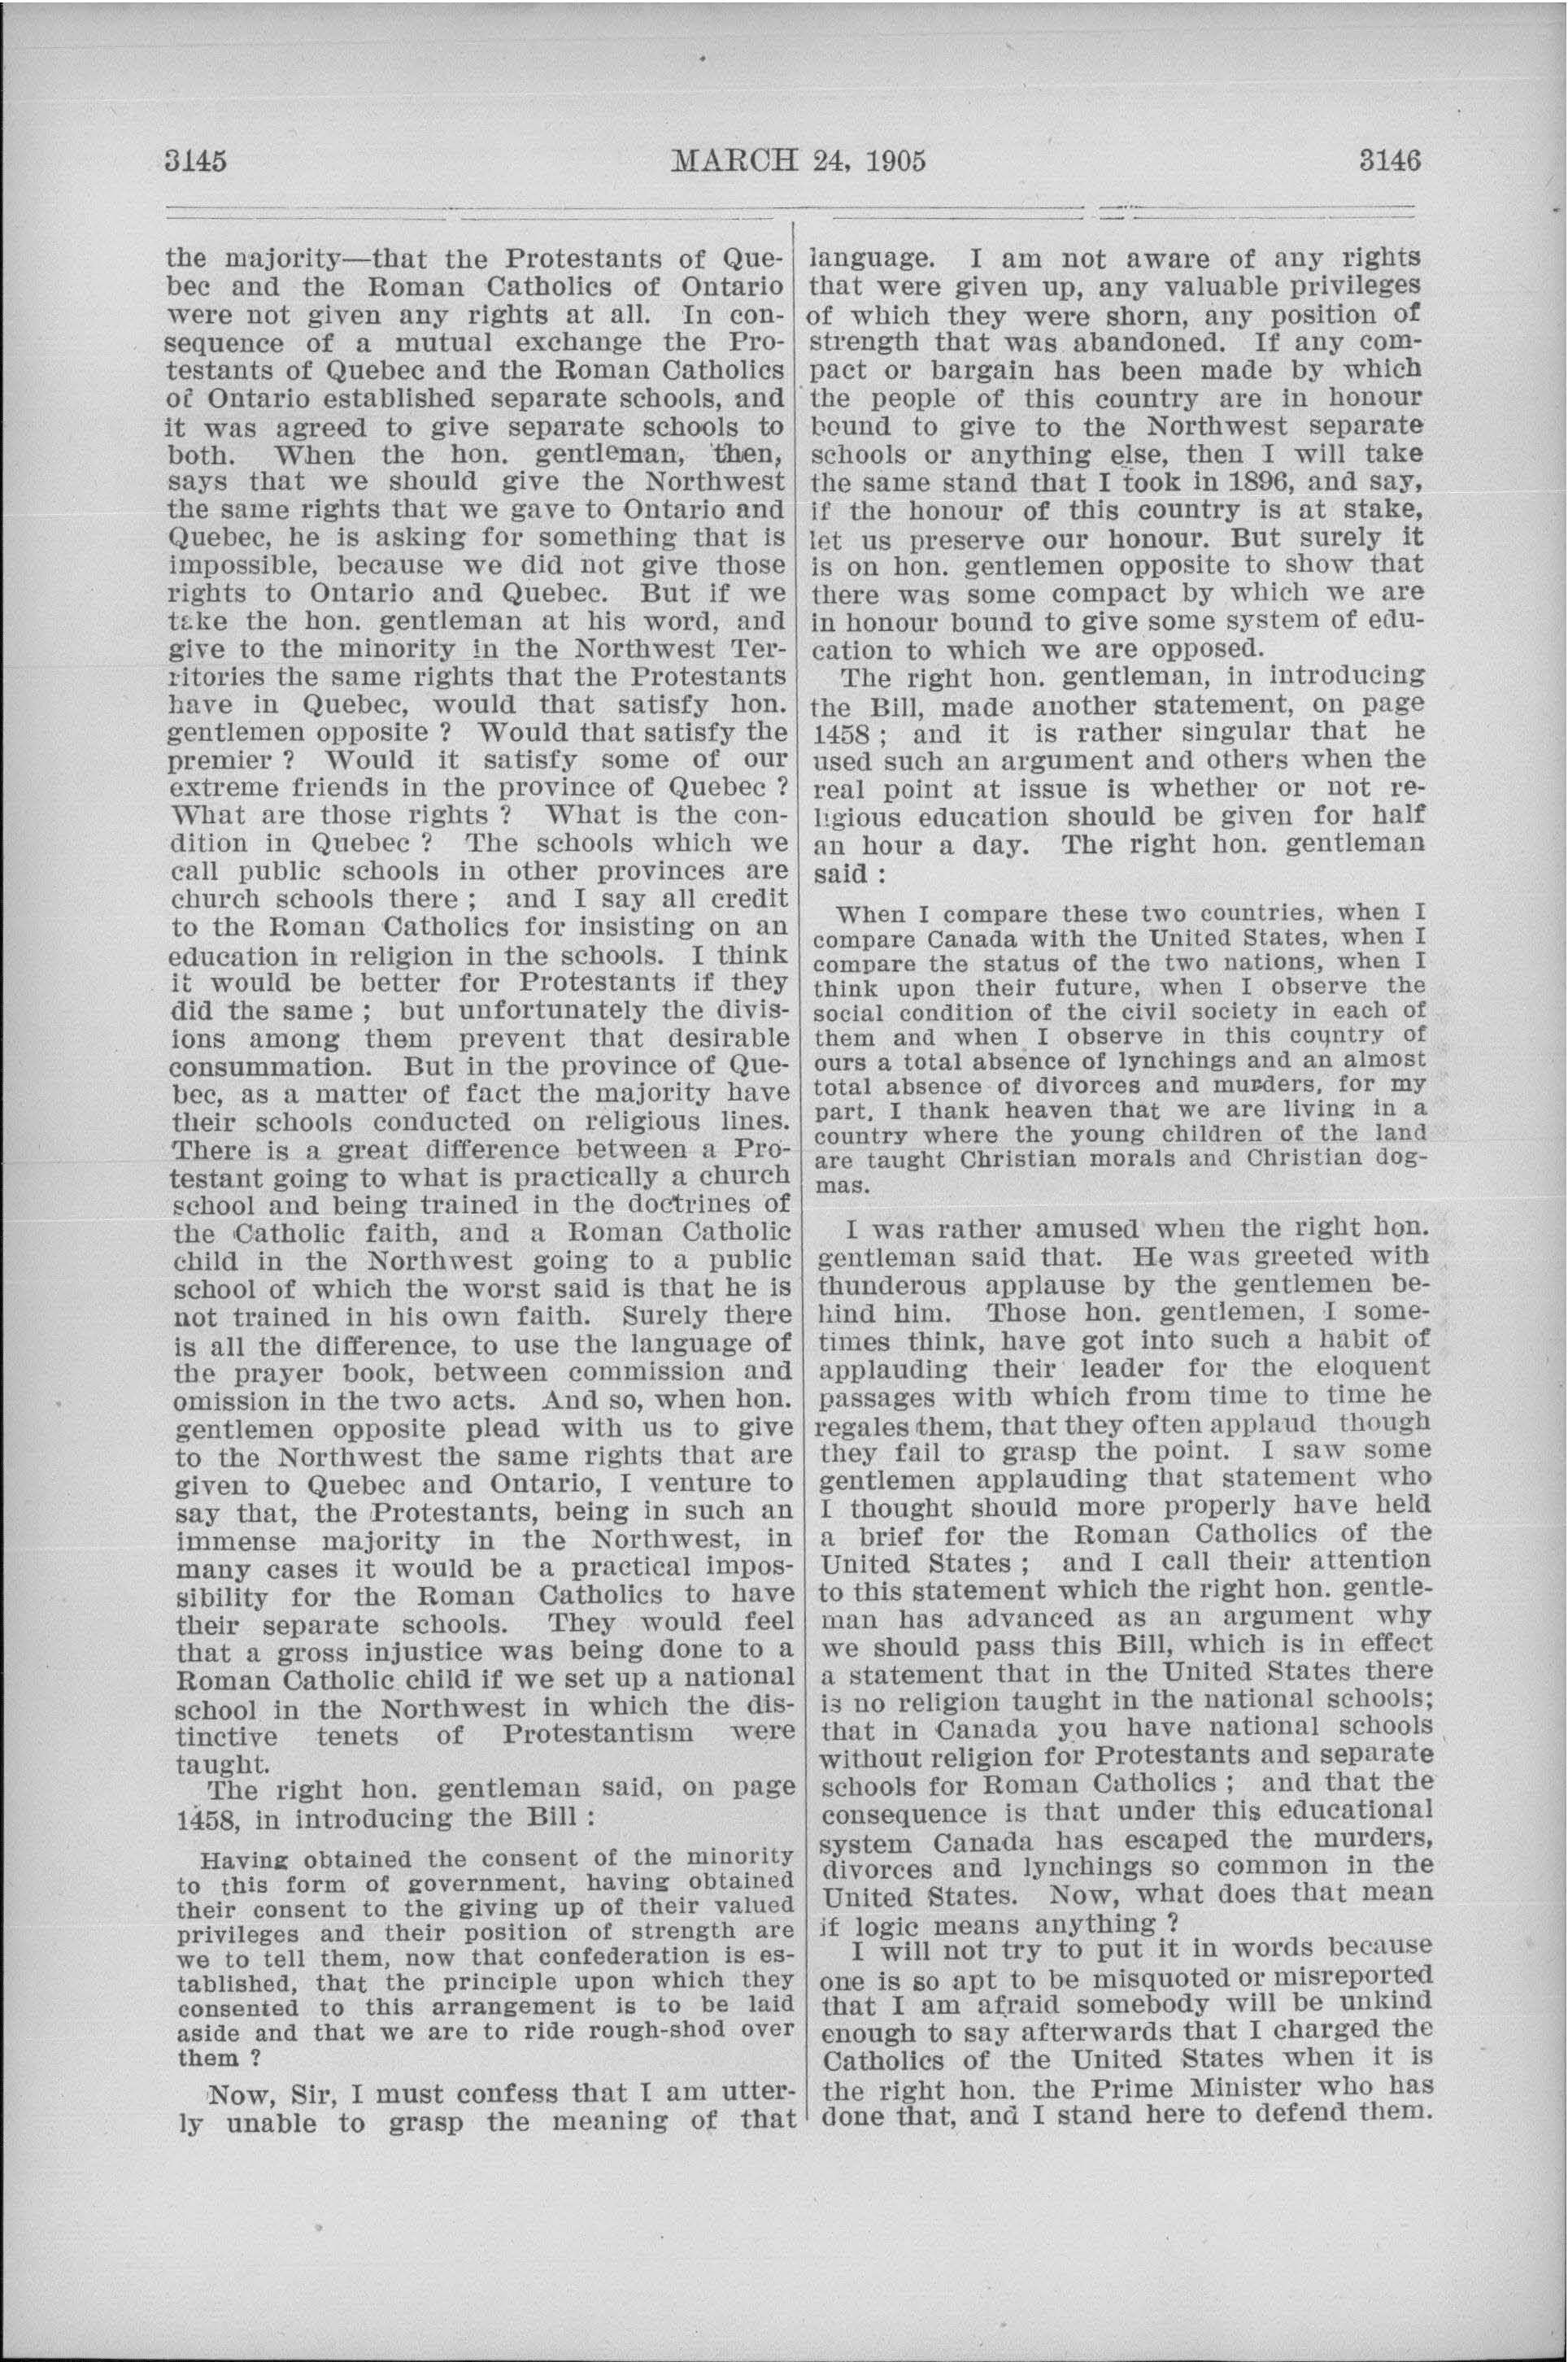 3145
MARCH 24, 1905
3146
the majority—that the Protestants of Que-
bec and the Roman Catholics of Ontario
were not given any rights at all. In con-
sequence of a mutual exchange the Pro-
testants of Quebec and the Roman Catholics
of Ontario established separate schools, and
it was agreed to give separate schools to
both. When the hon. gentleman, then,
says that we should give the Northwest
the same rights that we gave to Ontario and
Quebec, he is asking for something that is
impossible, because we did not give those
rights to Ontario and Quebec. But if we
take the hon. gentleman at his word, and
give to the minority in the Northwest Ter-
ritories the same rights that the Protestants
have in Quebec, would that satisfy hon.
gentlemen opposite ? Would that satisfy the
premier ? Would it satisfy some of our
extreme friends in the province of Quebec ?
What are those rights ? What is the con-
dition in Quebec ? The schools which we
call public schools in other provinces are
church schools there ; and I say all credit
to the Roman Catholics for insisting on an
education in religion in the schools. I think
it would be better for Protestants if they
did the same ; but unfortunately the divis-
ions among them prevent that desirable
consummation. But in the province of Que-
bec, as a matter of fact the majority have
their schools conducted on religious lines.
There is a great difference between a Pro-
testant going to what is practically a church
school and being trained in the doctrines of
the Catholic faith, and a Roman Catholic
child in the Northwest going to a public
school of which the worst said is that he is
not trained in his own faith. Surely there
is all the difference, to use the language of
the prayer book, between commission and
omission in the two acts. And so, when hon.
gentlemen opposite plead with us to give
to the Northwest the same rights that are
given to Quebec and Ontario, I venture to
say that, the Protestants, being in such an
immense majority in the Northwest, in
many cases it would be a practical impos-
sibility for the Roman Catholics to have
their separate schools. They would feel
that a gross injustice was being done to a
Roman Catholic child if we set up a national
school in the Northwest in which the dis-
tinctive tenets of Protestantism were
taught.
The right hon. gentleman said, on page
1458, in introducing the Bill :
Having obtained the consent of the minority
to this form of government, having obtained
their consent to the giving up of their valued
privileges and their position of strength are
we to tell them, now that confederation is es-
tablished, that the principle upon which they
consented to this arrangement is to be laid
aside and that we are to ride rough-shod over
them ?
Now, Sir, I must confess that I am utter-
ly unable to grasp the meaning of that
language. I am not aware of any rights
that were given up, any valuable privileges
of which they were shorn, any position of
strength that was abandoned. If any com-
pact or bargain has been made by which
the people of this country are in honour
bound to give to the Northwest separate
schools or anything else, then I will take
the same stand that I took in 1896, and say,
if the honour of this country is at stake,
let us preserve our honour. But surely it
is on hon. gentlemen opposite to show that
there was some compact by which we are
in honour bound to give some system of edu-
cation to which we are opposed.
The right hon. gentleman, in introducing
the Bill, made another statement, on page
1458 ; and it is rather singular that he
used such an argument and others when the
real point at issue is whether or not re-
ligious education should be given for half
an hour a day. The right hon. gentleman
said :
When I compare these two countries, when I
compare Canada with the United States, when I
compare the status of the two nations, when I
think upon their future, when I observe the
social condition of the civil society in each of
them and when I observe in this country of
ours a total absence of lynchings and an almost
total absence of divorces and murders, for my
part, I thank heaven that we are living in a
country where the young children of the land
are taught Christian morals and Christian dog-
mas.
I was rather amused when the right hon.
gentleman said that. He was greeted with
thunderous applause by the gentlemen be-
hind him. Those hon. gentlemen, I some-
times think, have got into such a habit of
applauding their leader for the eloquent
passages with which from time to time he
regales them, that they often applaud though
they fail to grasp the point. I saw some
gentlemen applauding that statement who
I thought should more properly have held
a brief for the Roman Catholics of the
United States ; and I call their attention
to this statement which the right hon. gentle-
man has advanced as an argument why
we should pass this Bill, which is in effect
a statement that in the United States there
is no religion taught in the national schools;
that in Canada you have national schools
without religion for Protestants and separate
schools for Roman Catholics ; and that the
consequence is that under this educational
system Canada has escaped the murders,
divorces and lynchings so common in the
United States. Now, what does that mean
if logic means anything ?
I will not try to put it in words because
one is so apt to be misquoted or misreported
that I am afraid somebody will be unkind
enough to say afterwards that I charged the
Catholics of the United States when it is
the right hon. the Prime Minister who has
done that, and I stand here to defend them.